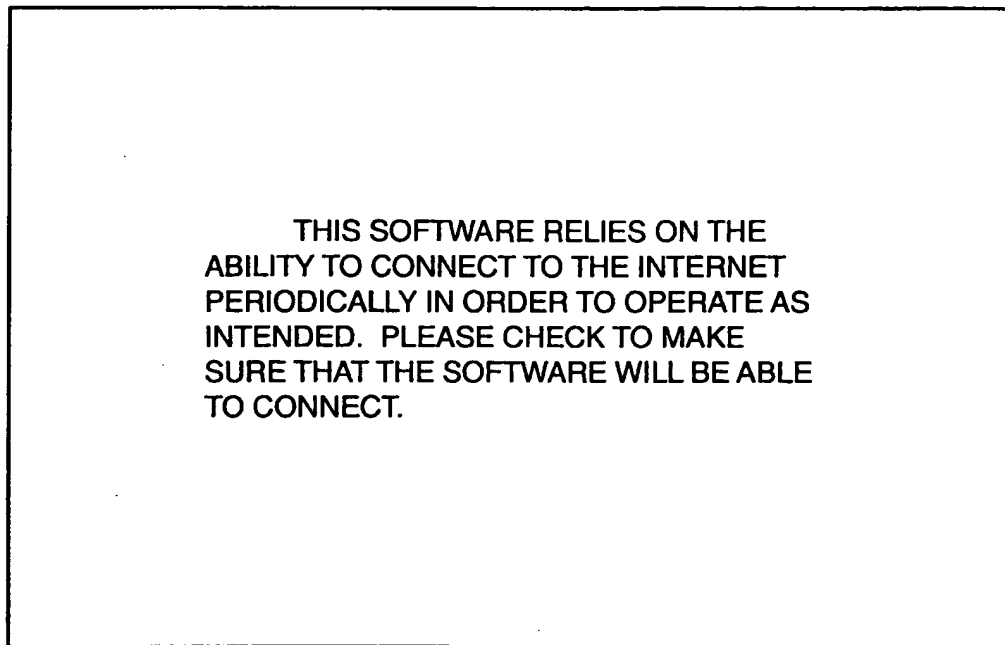 THIS SOFTWARE RELIES ON THE
ABILITY TO CONNECT TO THE INTERNET
PERIODICALLY IN ORDER TO OPERATE AS
INTENDED. PLEASE CHECK TO MAKE
SURE THAT THE SOFTWARE WILL BE ABLE
TO CONNECT.